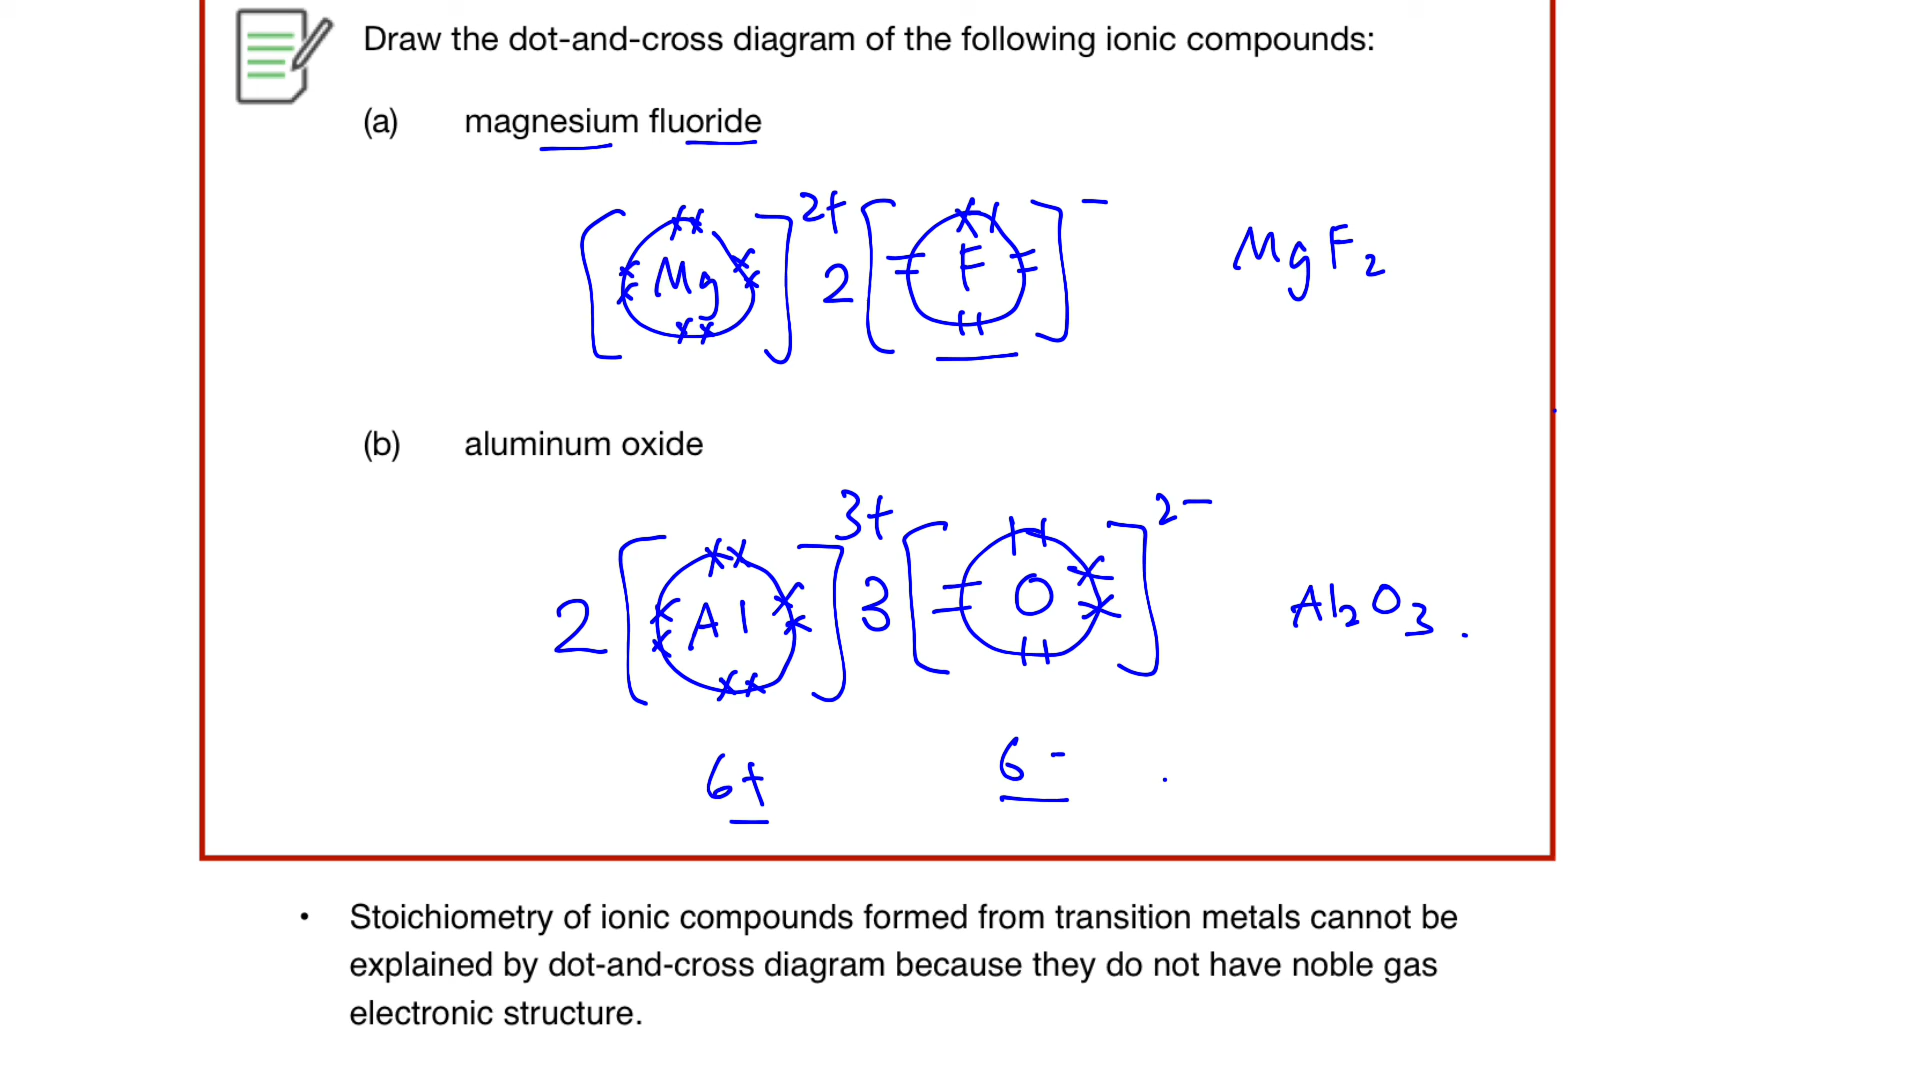 Draw the dot-and-cross diagram of the following ionic compounds:
(a) magnesium fluoride
[Mg]2+ 2[F]− MgF2
(b) aluminum oxide
2[Al]3+ 3[O]2− Al2O3.
6+ 6−
• Stoichiometry of ionic compounds formed from transition metals cannot be
explained by dot-and-cross diagram because they do not have noble gas
electronic structure.